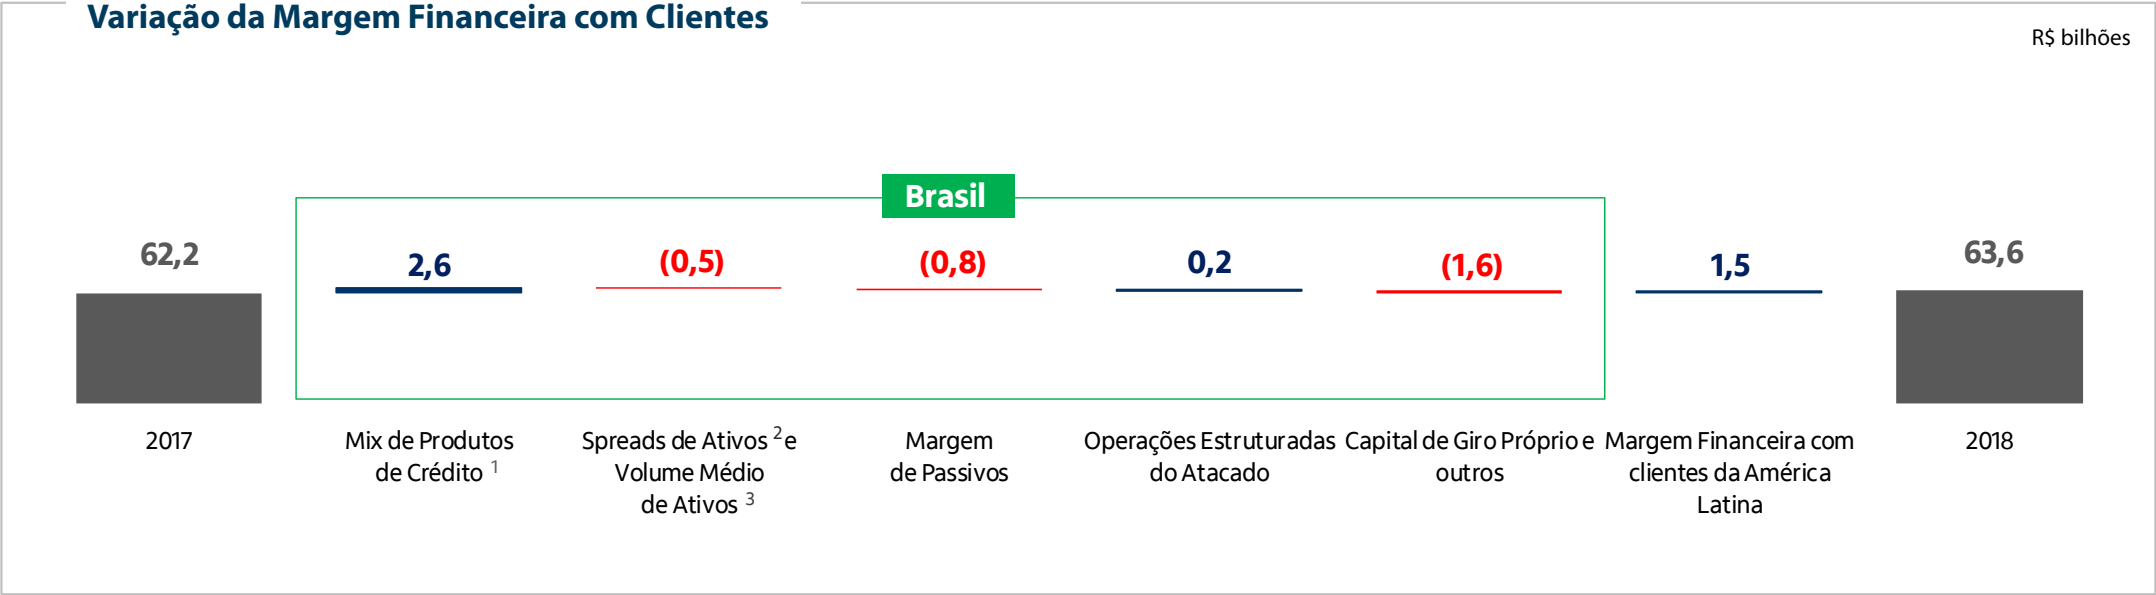 Variação da Margem Financeira com Clientes
R$ bilhões
Brasil
62,2
2,6
(0,5)
(0,8)
0,2
(1,6)
1,5
63,6
2017
Mix de Produtos
de Crédito 1
Spreads de Ativos 2 e
Volume Médio
de Ativos 3
Margem
de Passivos
Operações Estruturadas
do Atacado
Capital de Giro Próprio e
outros
Margem Financeira com
clientes da América
Latina
2018